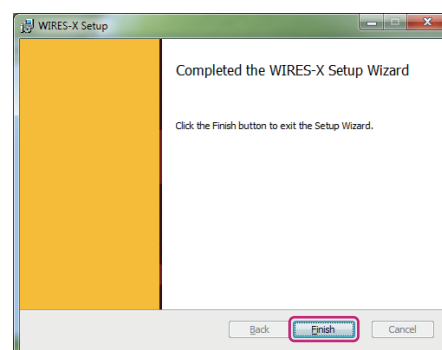 WIRES-X Setup
Completed the WIRES-X Setup Wizard
Click the Finish button to exit the Setup Wizard.
Back Finish Cancel